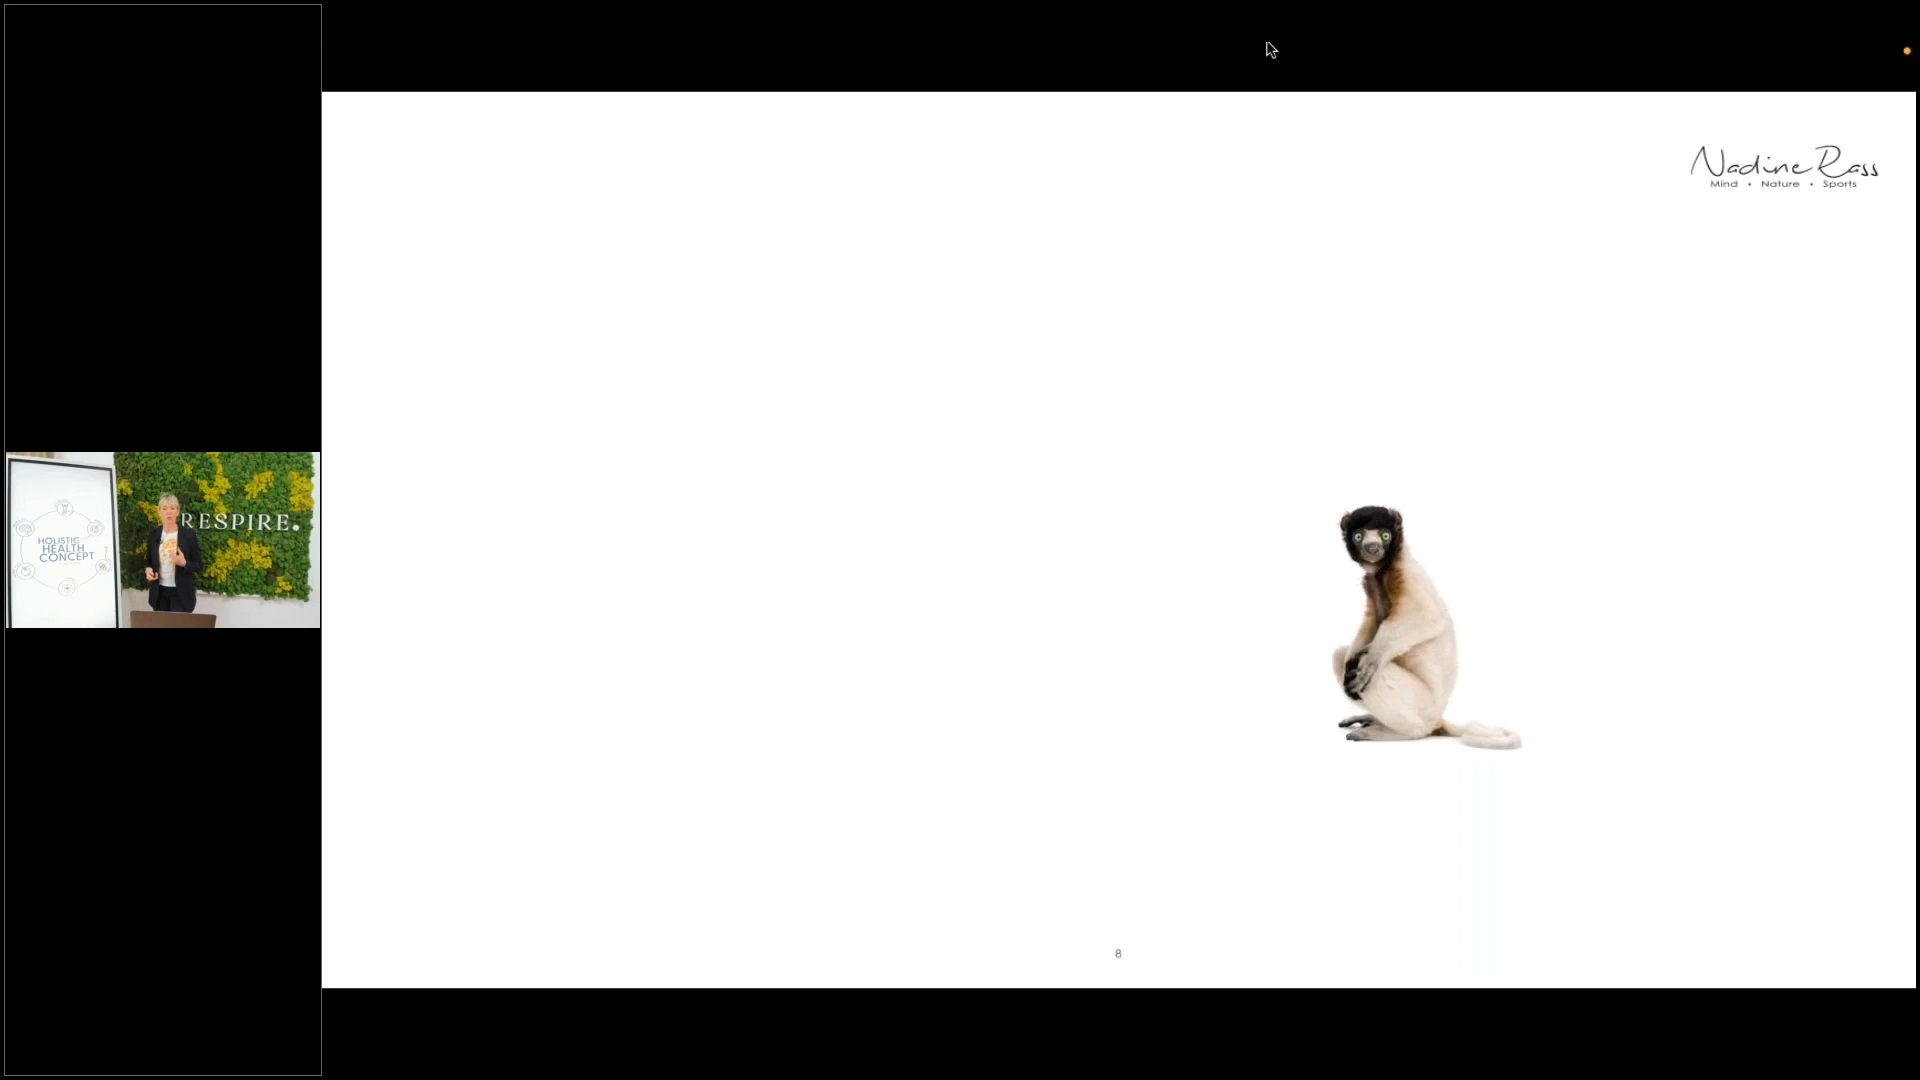 Nadine Rass
Mind • Nature • Sports
HOLISTIC
HEALTH
CONCEPT
RESPIRE.
8